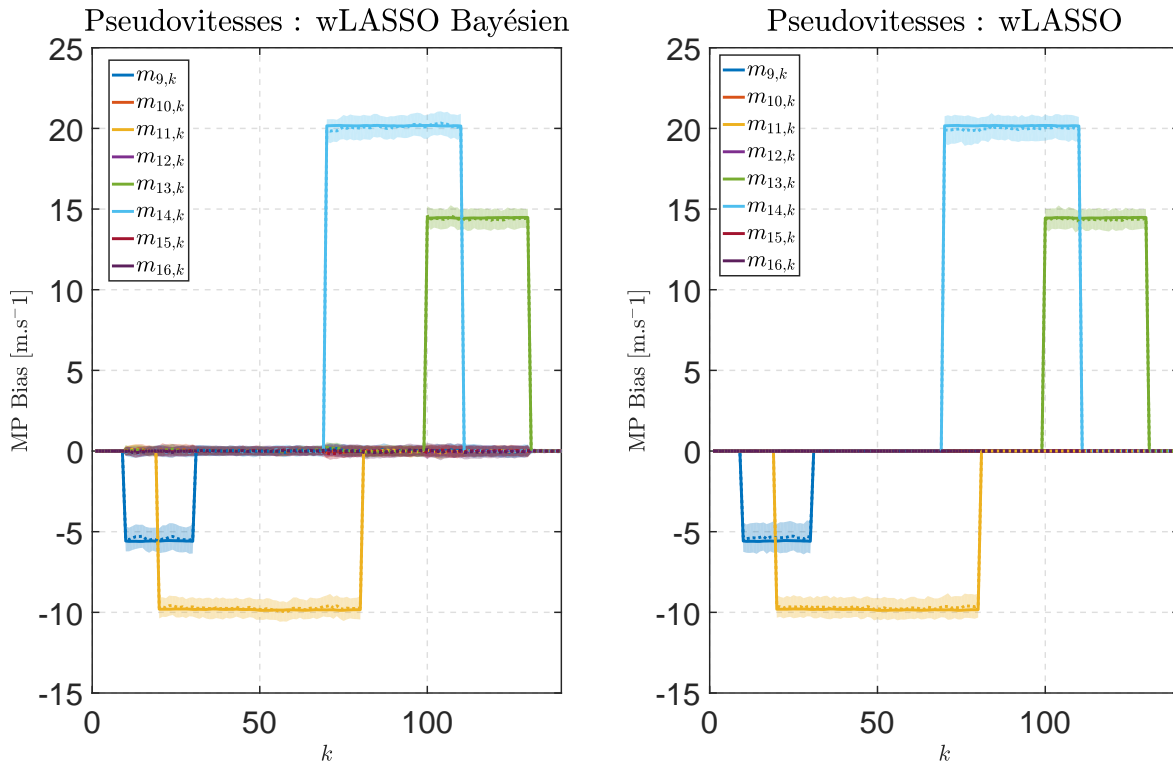 Pseudovitesses : wLASSO Bayésien
25
20
15
10
5
0
-5
-10
-15
MP Bias [m.s⁻¹]
m₉,ₖ
m₁₀,ₖ
m₁₁,ₖ
m₁₂,ₖ
m₁₃,ₖ
m₁₄,ₖ
m₁₅,ₖ
m₁₆,ₖ
0 50 100
k
Pseudovitesses : wLASSO
25
20
15
10
5
0
-5
-10
-15
MP Bias [m.s⁻¹]
m₉,ₖ
m₁₀,ₖ
m₁₁,ₖ
m₁₂,ₖ
m₁₃,ₖ
m₁₄,ₖ
m₁₅,ₖ
m₁₆,ₖ
0 50 100
k